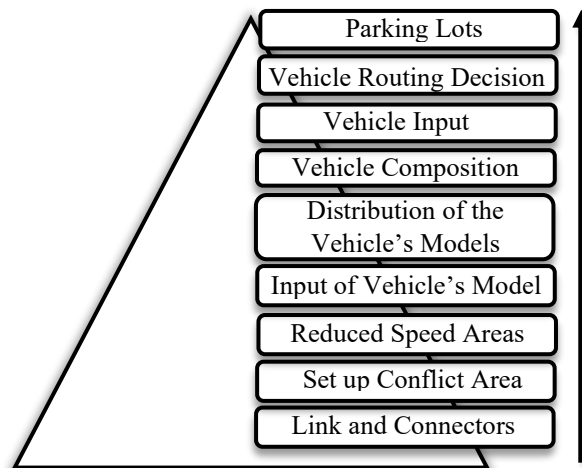 Parking Lots
Vehicle Routing Decision
Vehicle Input
Vehicle Composition
Distribution of the
Vehicle's Models
Input of Vehicle's Model
Reduced Speed Areas
Set up Conflict Area
Link and Connectors